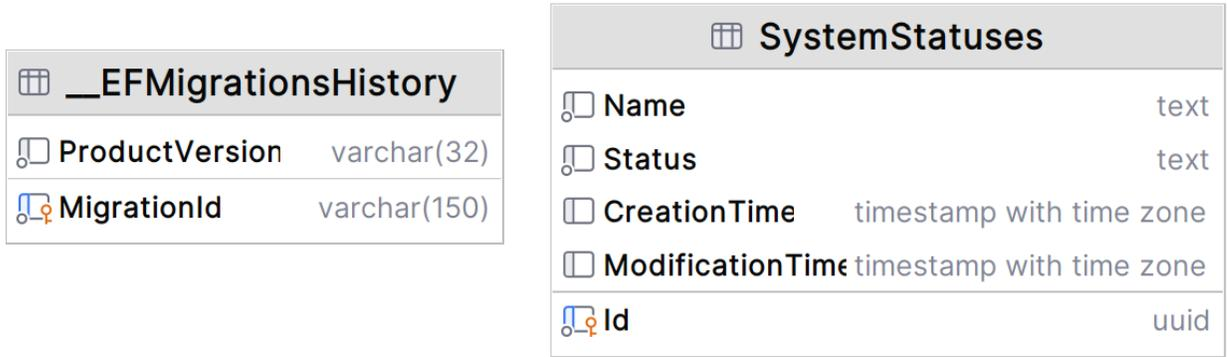 __EFMigrationsHistory
ProductVersion varchar(32)
MigrationId varchar(150)
SystemStatuses
Name text
Status text
CreationTime timestamp with time zone
ModificationTime timestamp with time zone
Id uuid